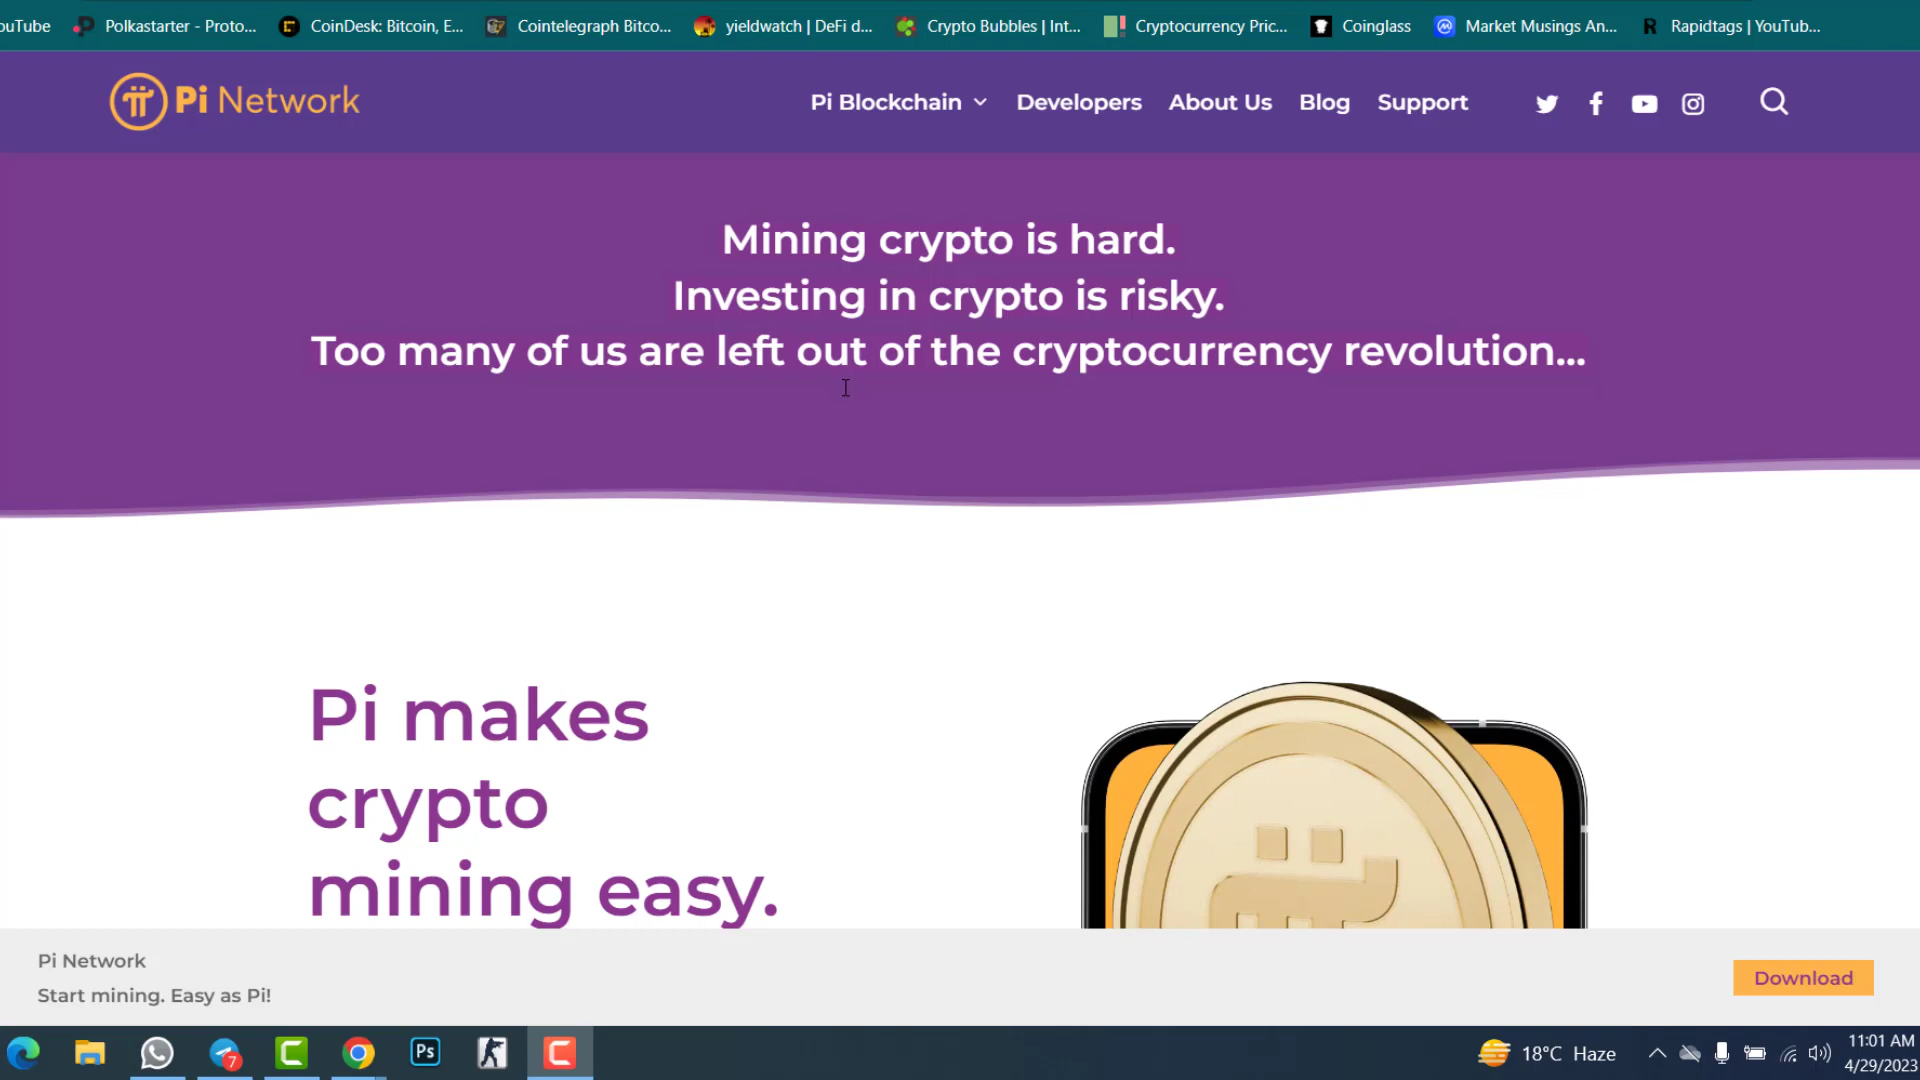 ouTube
Polkastarter - Proto...
CoinDesk: Bitcoin, E...
Cointelegraph Bitco...
yieldwatch | DeFi d...
Crypto Bubbles | Int...
Cryptocurrency Pric...
Coinglass
Market Musings An...
R
Rapidtags | YouTub...
Pi Network
Pi Blockchain
Developers
About Us
Blog
Support
Mining crypto is hard.
Investing in crypto is risky.
Too many of us are left out of the cryptocurrency revolution...
Pi makes
crypto
mining easy.
Pi Network
Start mining. Easy as Pi!
Download
7
Ps
18°C Haze
11:01 AM
4/29/2023